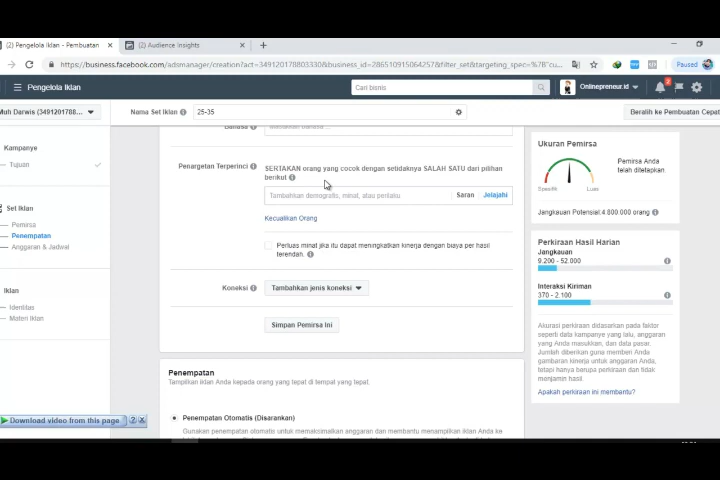 (2) Pengelola Iklan - Pembuatan
(2) Audience Insights
https://business.facebook.com/adsmanager/creation?act=349120178803330&business_id=286510915064257&filter_set&targeting_spec=%7B"cu...
Paused
Pengelola Iklan
Cari bisnis
Onlinepreneur.id
Muh Darwis (3491201788...
Nama Set Iklan
25-35
Beralih ke Pembuatan Cepat
Kampanye
Tujuan
Set Iklan
Pemirsa
Penempatan
Anggaran & Jadwal
Iklan
Identitas
Materi Iklan
Bahasa
Masukkan bahasa...
Penargetan Terperinci
SERTAKAN orang yang cocok dengan setidaknya SALAH SATU dari pilihan
berikut
Tambahkan demografis, minat, atau perilaku
Saran
Jelajahi
Kecualikan Orang
Perluas minat jika itu dapat meningkatkan kinerja dengan biaya per hasil
terendah.
Koneksi
Tambahkan jenis koneksi
Simpan Pemirsa Ini
Penempatan
Tampilkan iklan Anda kepada orang yang tepat di tempat yang tepat.
Penempatan Otomatis (Disarankan)
Gunakan penempatan otomatis untuk memaksimalkan anggaran dan membantu menampilkan iklan Anda ke
Ukuran Pemirsa
Spesifik
Luas
Pemirsa Anda
telah ditetapkan
Jangkauan Potensial:4.800.000 orang
Perkiraan Hasil Harian
Jangkauan
9.200 - 52.000
Interaksi Kiriman
370 - 2.100
Akurasi perkiraan didasarkan pada faktor
seperti data kampanye yang lalu, anggaran
yang Anda masukkan, dan data pasar.
Jumlah diberikan guna memberi Anda
gambaran tentang kinerja anggaran, tetapi
hanya berupa perkiraan dan tidak
menjamin hasil
Apakah perkiraan ini membantu?
Download video from this page